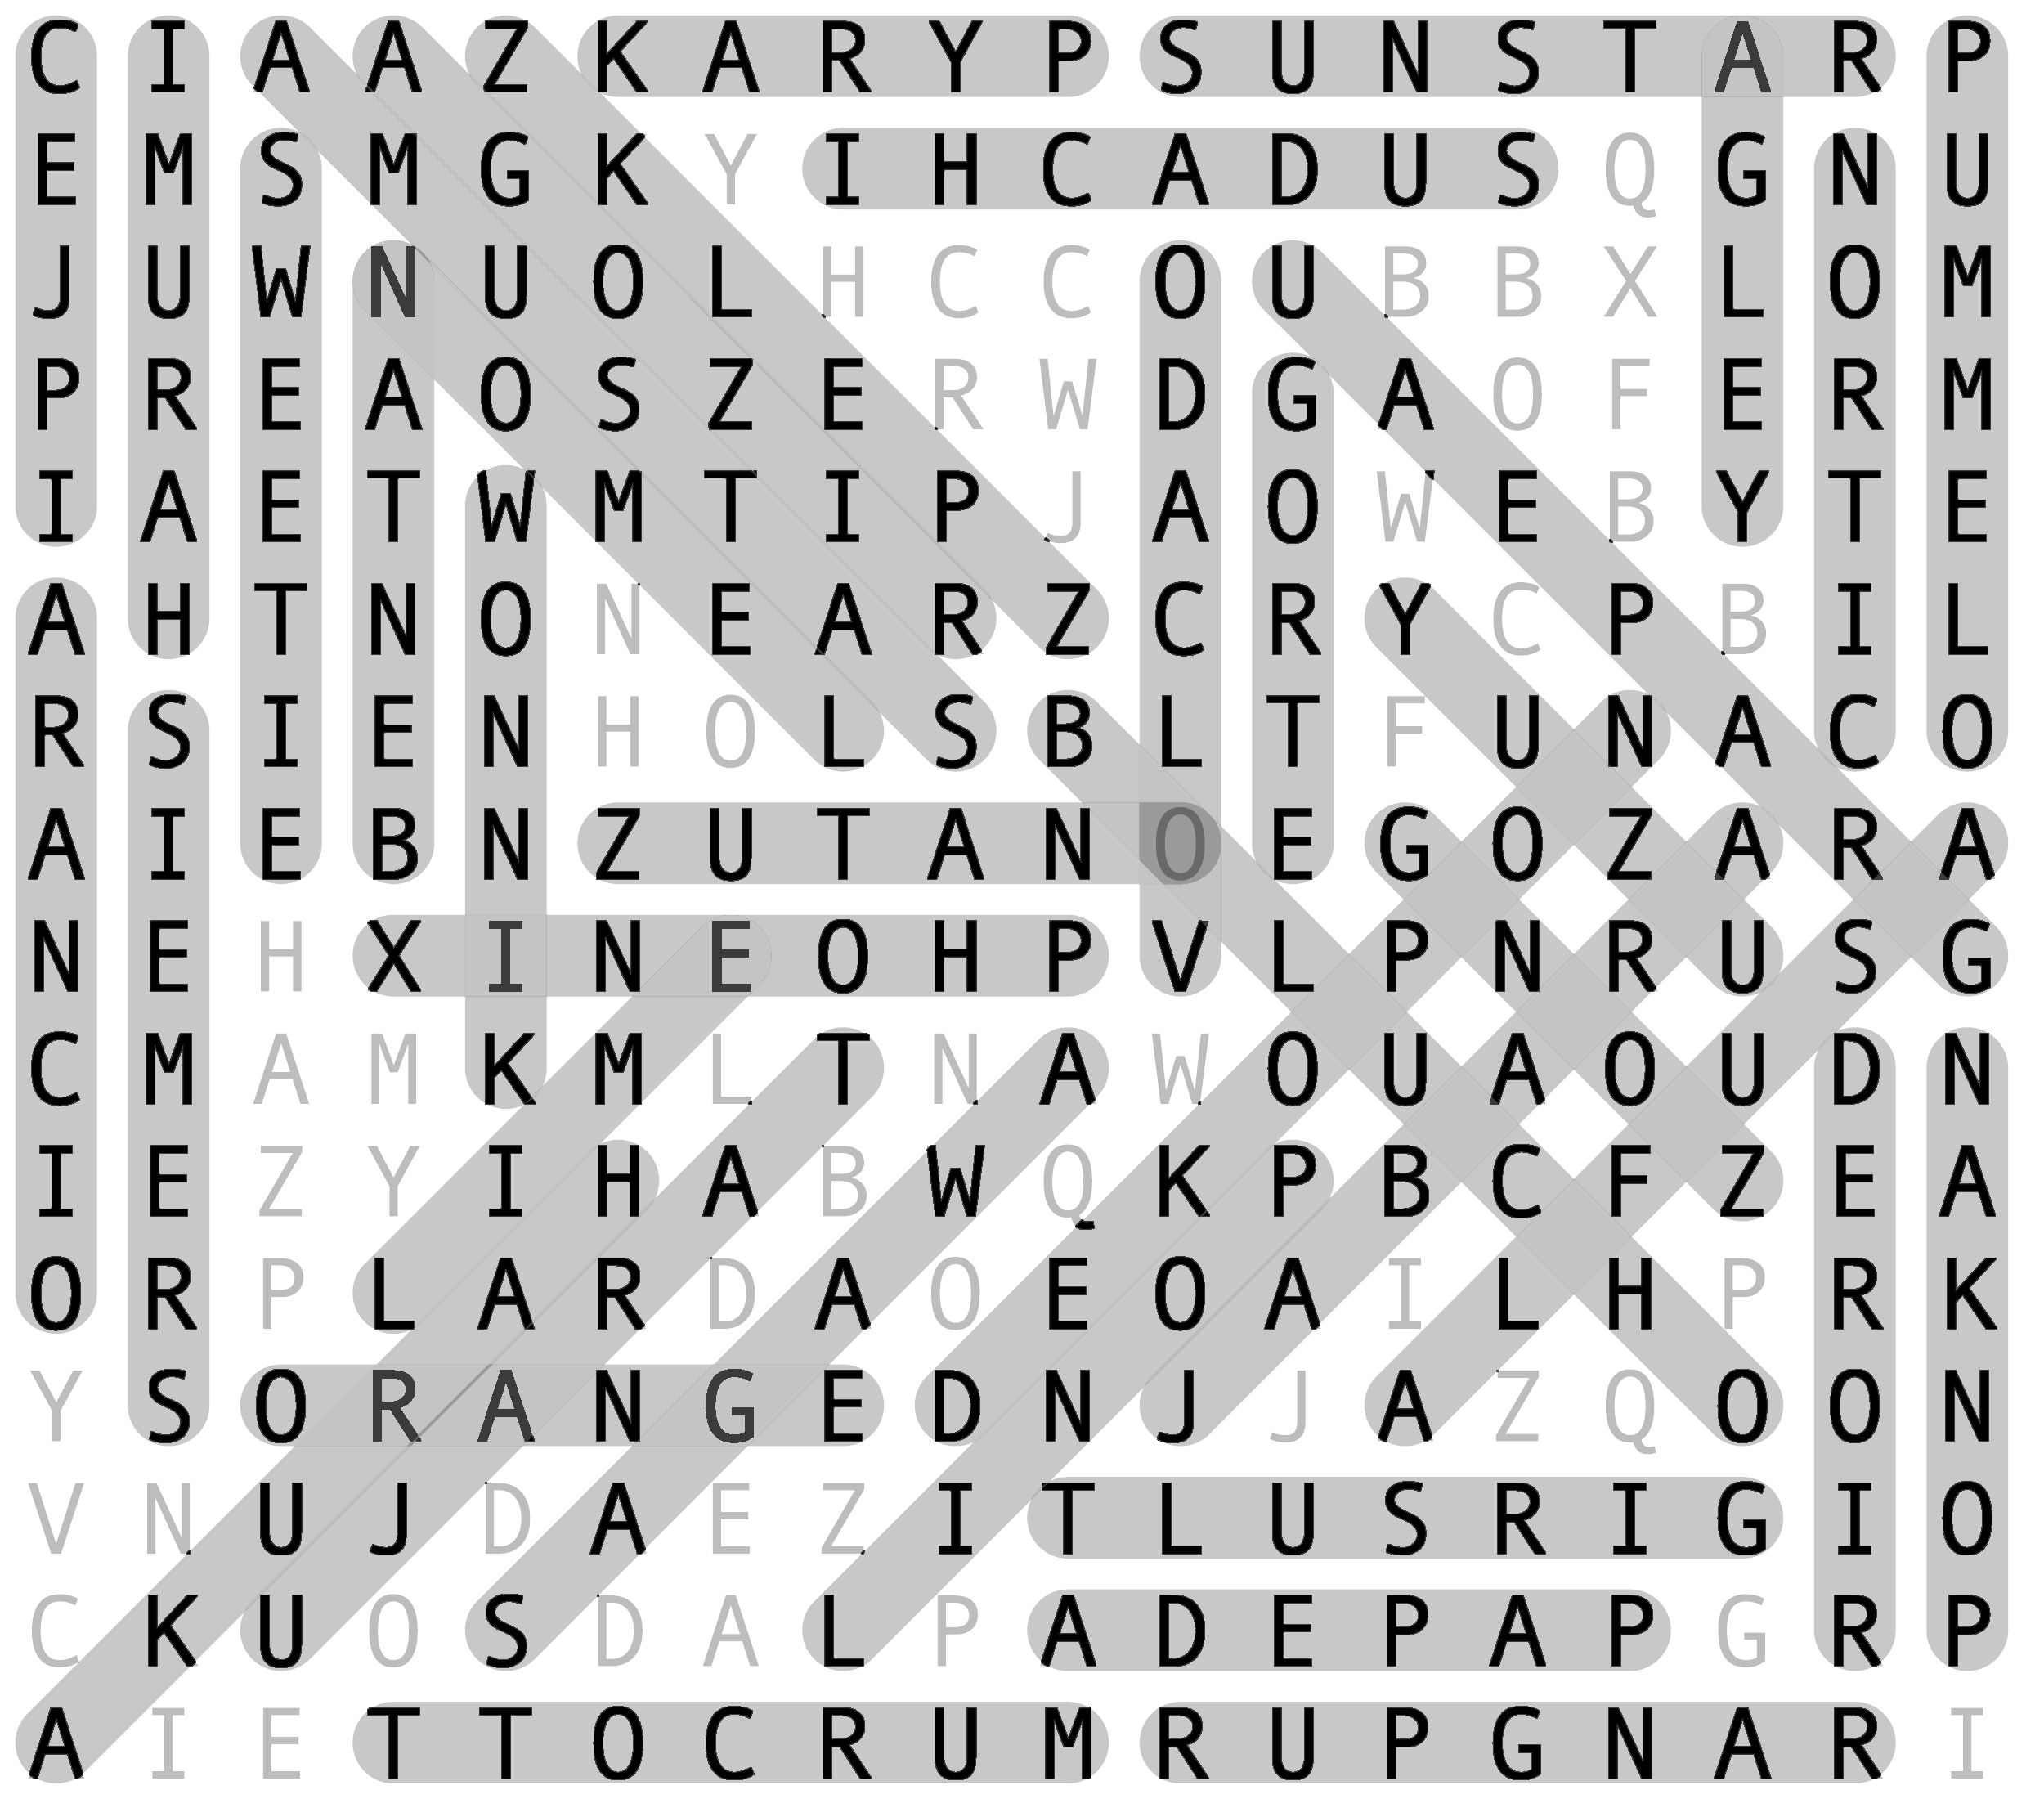 C I A A Z K A R Y P S U N S T A R P
E M S M G K Y I H C A D U S Q G N U
J U W N U O L H C C O U B B X L O M
P R E A O S Z E R W D G A O F E R M
I A E T W M T I P J A O W E B Y T E
A H T N O N E A R Z C R Y C P B I L
R S I E N H O L S B L T F U N A C O
A I E B N Z U T A N O E G O Z A R A
N E H X I N E O H P V L P N R U S G
C M A M K M L T N A W O U A O U D N
I E Z Y I H A B W Q K P B C F Z E A
O R P L A R D A O E O A I L H P R K
Y S O R A N G E D N J J A Z Q O O N
V N U J D A E Z I T L U S R I G I O
C K U O S D A L P A D E P A P G R P
A I E T T O C R U M R U P G N A R I